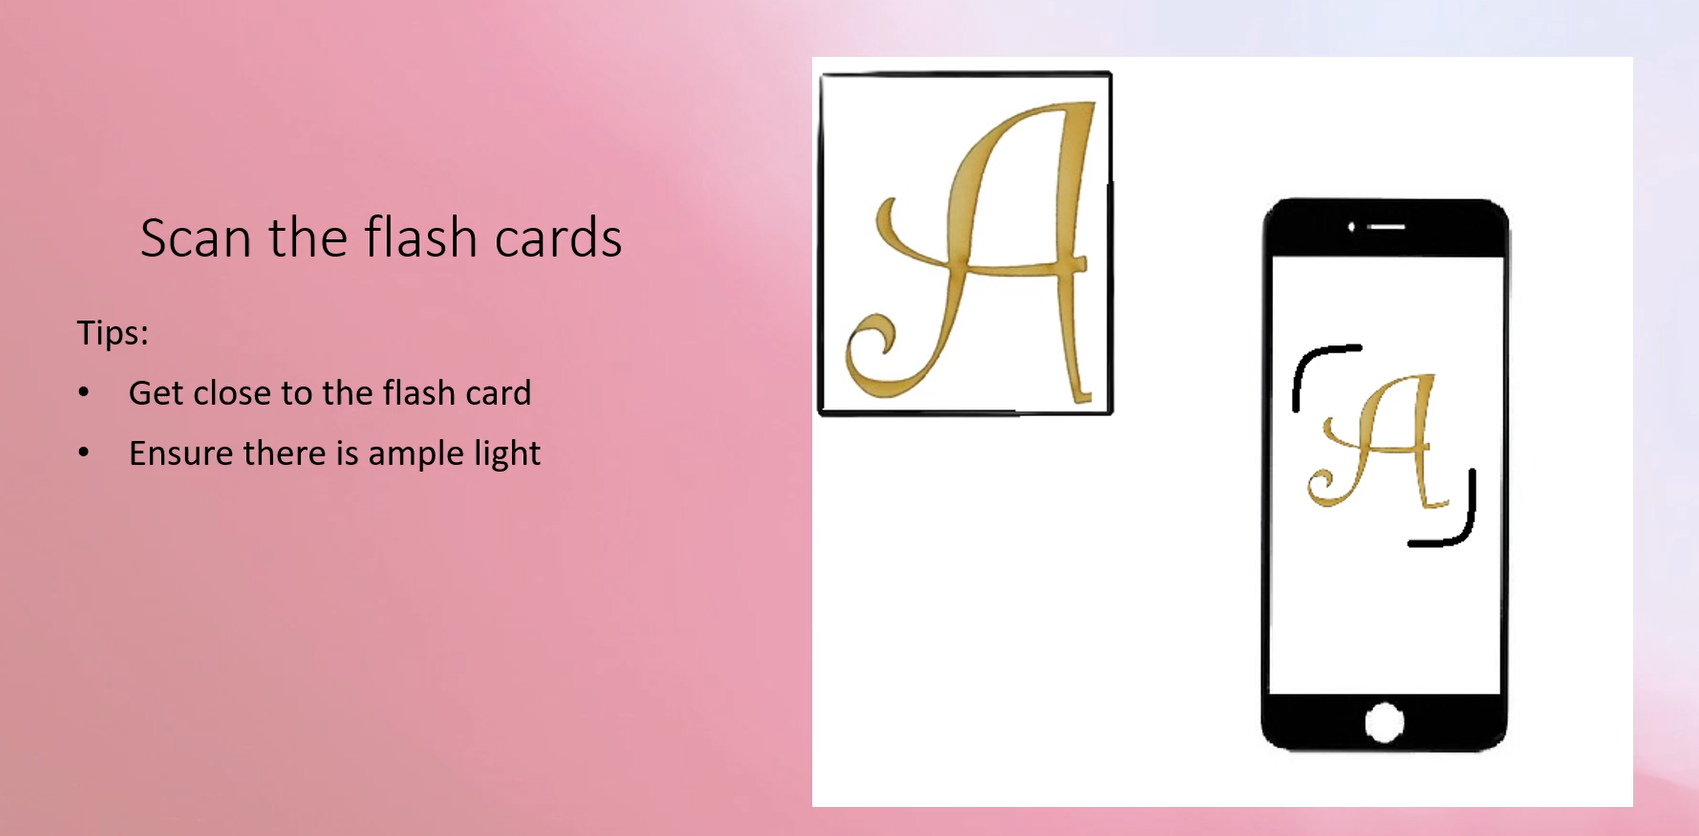 Scan the flash cards
Tips:
• Get close to the flash card
• Ensure there is ample light
A
A